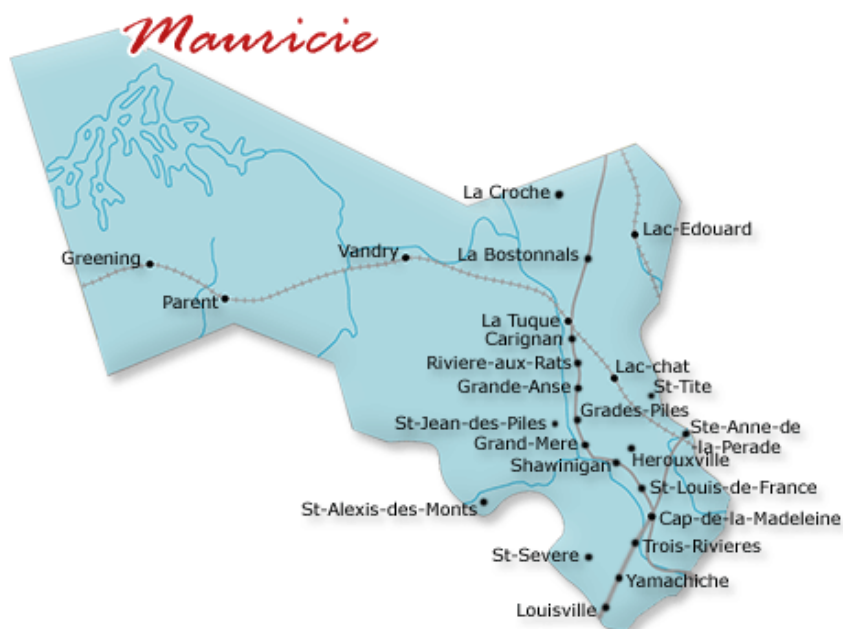 Mauricie
La Croche
Lac-Edouard
Greening
Vandry
La Bostonnals
Parent
La Tuque
Carignan
Riviere-aux-Rats
Lac-chat
Grande-Anse
St-Tite
Grades-Piles
St-Jean-des-Piles
Ste-Anne-de
la-Perade
Grand-Mere
Herouxville
Shawinigan
St-Louis-de-France
St-Alexis-des-Monts
Cap-de-la-Madeleine
Trois-Rivieres
St-Severe
Yamachiche
Louisville